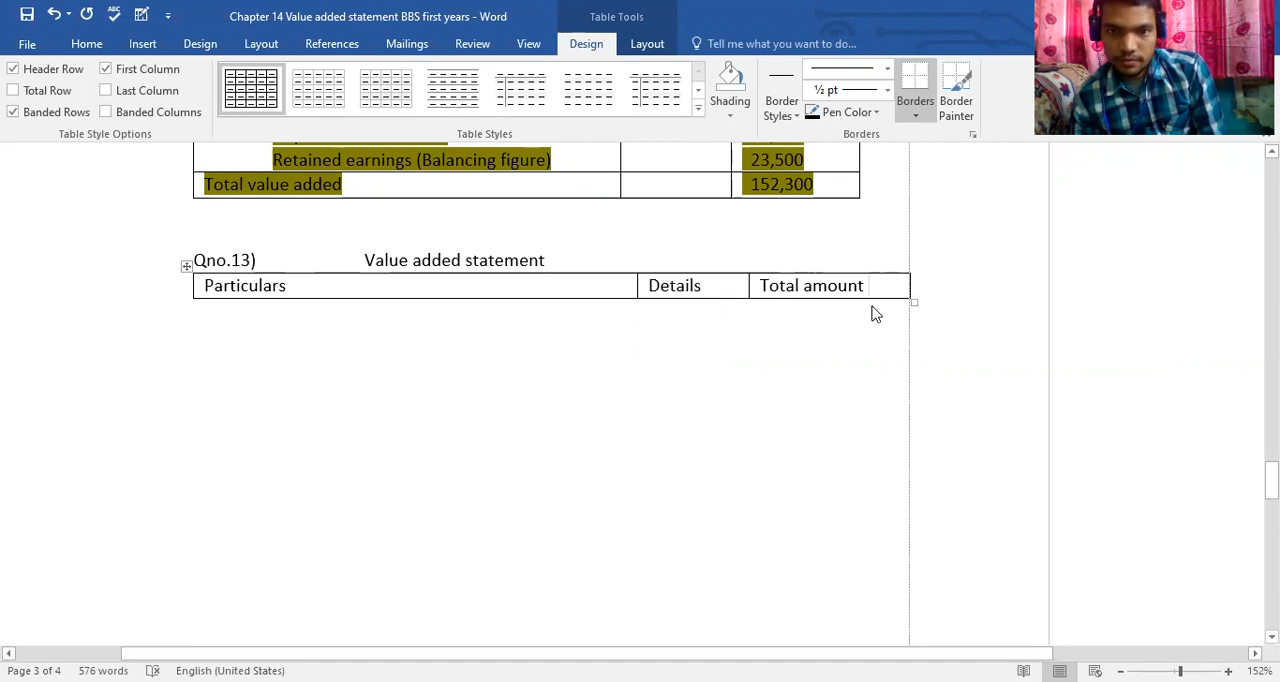 Chapter 14 Value added statement BBS first years - Word
Table Tools
File Home Insert Design Layout References Mailings Review View Design Layout Tell me what you want to do...
Header Row First Column
Total Row Last Column
Banded Rows Banded Columns
Table Style Options
Table Styles
Shading
Border Styles
½ pt
Pen Color
Borders
Border Painter
Borders
Retained earnings (Balancing figure) 23,500
Total value added 152,300
Qno.13) Value added statement
Particulars Details Total amount
Page 3 of 4 576 words English (United States) 152%